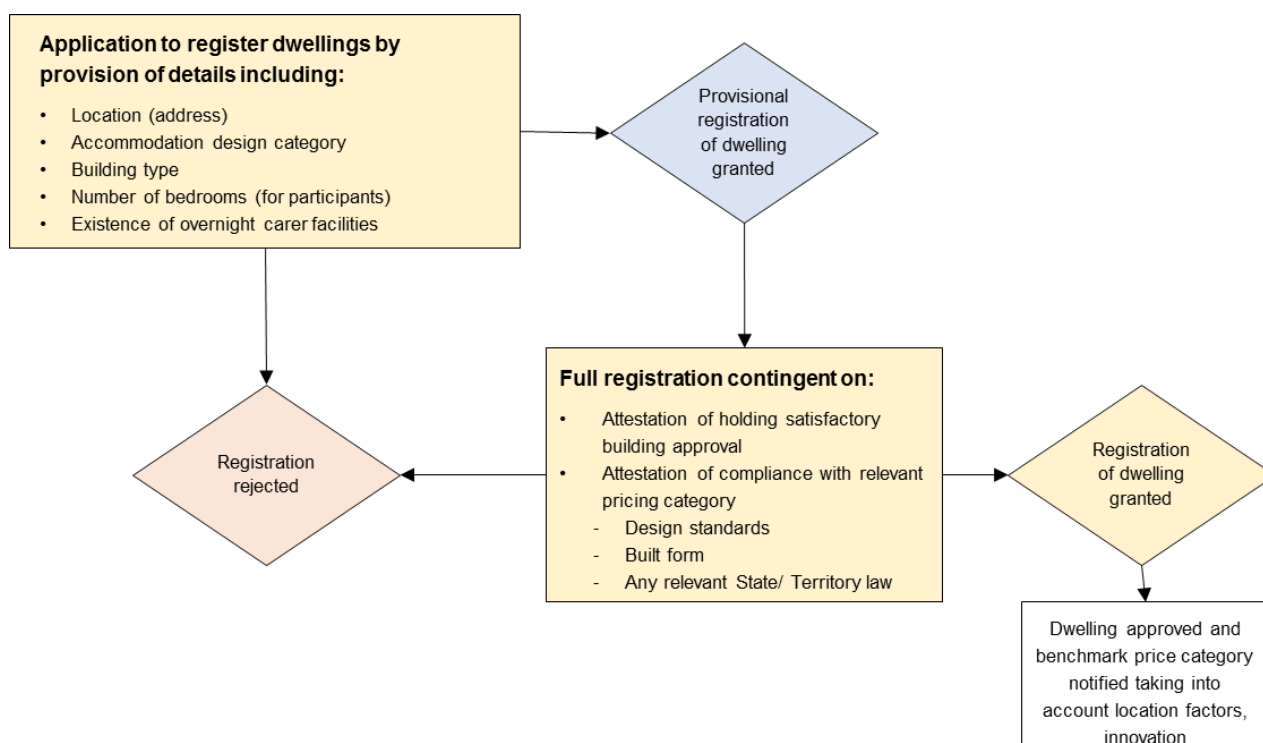 Application to register dwellings by
provision of details including:
• Location (address)
• Accommodation design category
• Building type
• Number of bedrooms (for participants)
• Existence of overnight carer facilities
Provisional
registration
of dwelling
granted
Full registration contingent on:
• Attestation of holding satisfactory
building approval
• Attestation of compliance with relevant
pricing category
- Design standards
- Built form
- Any relevant State/ Territory law
Registration
rejected
Registration
of dwelling
granted
Dwelling approved and
benchmark price category
notified taking into
account location factors,
innovation